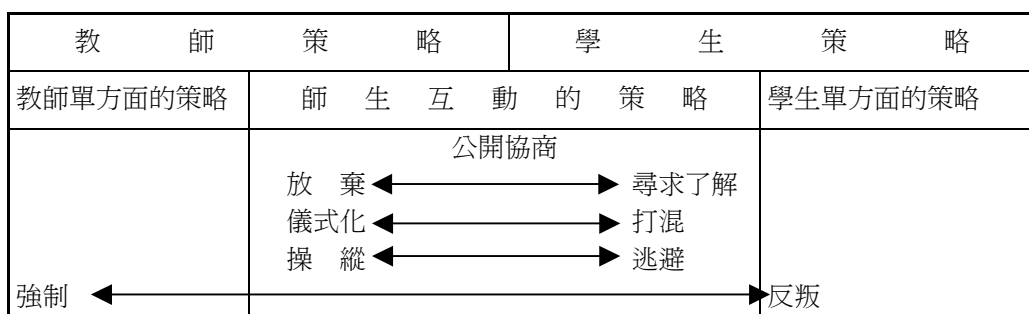 教師策略 學生策略
教師單方面的策略 師生互動的策略 學生單方面的策略
公開協商
放棄 尋求了解
儀式化 打混
操縱 逃避
強制 反叛